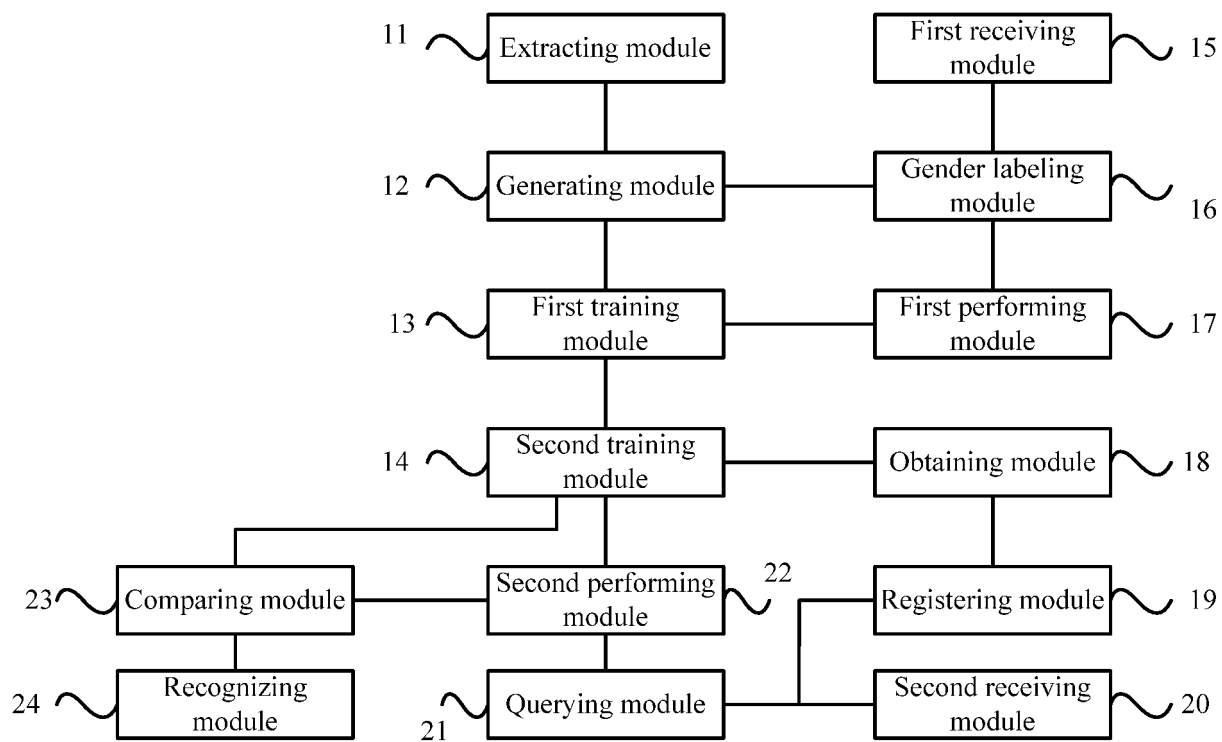 11
Extracting module
First receiving
module
15
12
Generating module
Gender labeling
module
16
13
First training
module
First performing
module
17
14
Second training
module
Obtaining module
18
23
Comparing module
Second performing
module
22
Registering module
19
24
Recognizing
module
21
Querying module
Second receiving
module
20